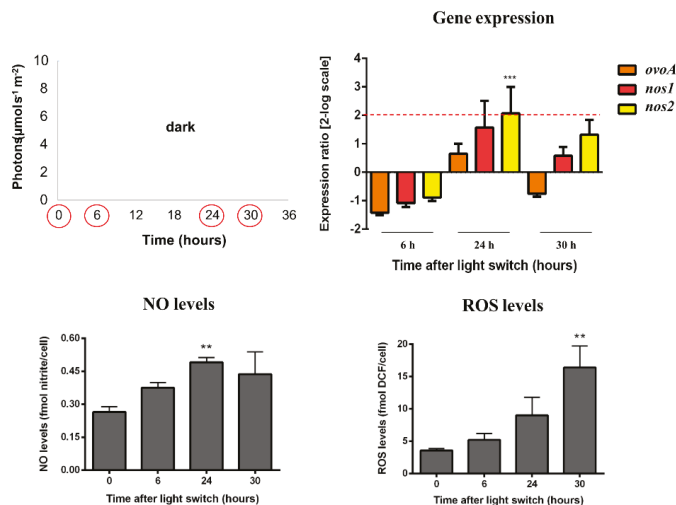 Gene expression
Photons(µmols⁻¹ m⁻²)
10
8
6
4
2
0
dark
0 6 12 18 24 30 36
Time (hours)
Expression ratio [2-log scale]
4
3
2
1
0
-1
-2
***
6 h 24 h 30 h
Time after light switch (hours)
ovoA
nos1
nos2
NO levels
NO levels (fmol nitrite/cell)
0.60
0.45
0.30
0.15
0.00
**
0 6 24 30
Time after light switch (hours)
ROS levels
ROS levels (fmol DCF/cell)
20
15
10
5
0
**
0 6 24 30
Time after light switch (hours)